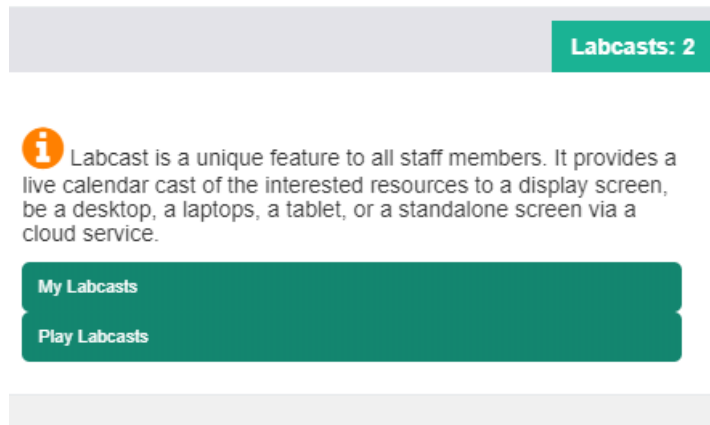 Labcasts: 2
Labcast is a unique feature to all staff members. It provides a
live calendar cast of the interested resources to a display screen,
be a desktop, a laptops, a tablet, or a standalone screen via a
cloud service.
My Labcasts
Play Labcasts